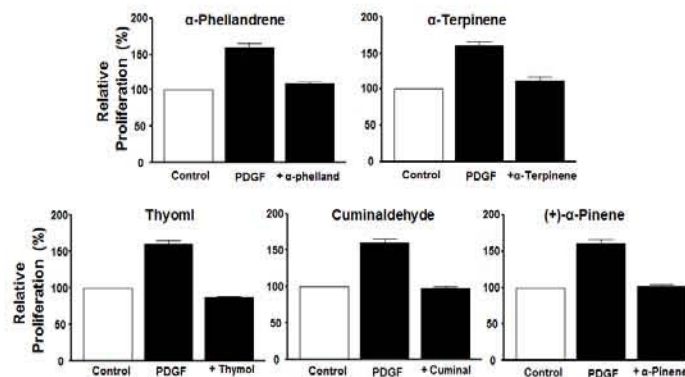 α-Phellandrene
α-Terpinene
Relative
Proliferation (%)
200
150
100
50
Control PDGF + α-phelland
200
150
100
50
Control PDGF +α-Terpinene
Thyoml
Cuminaldehyde
(+)-α-Pinene
Relative
Proliferation (%)
200
150
100
50
0
Control PDGF + Thymol
200
150
100
50
0
Control PDGF + Cuminal
200
150
100
50
0
Control PDGF + α-Pinene